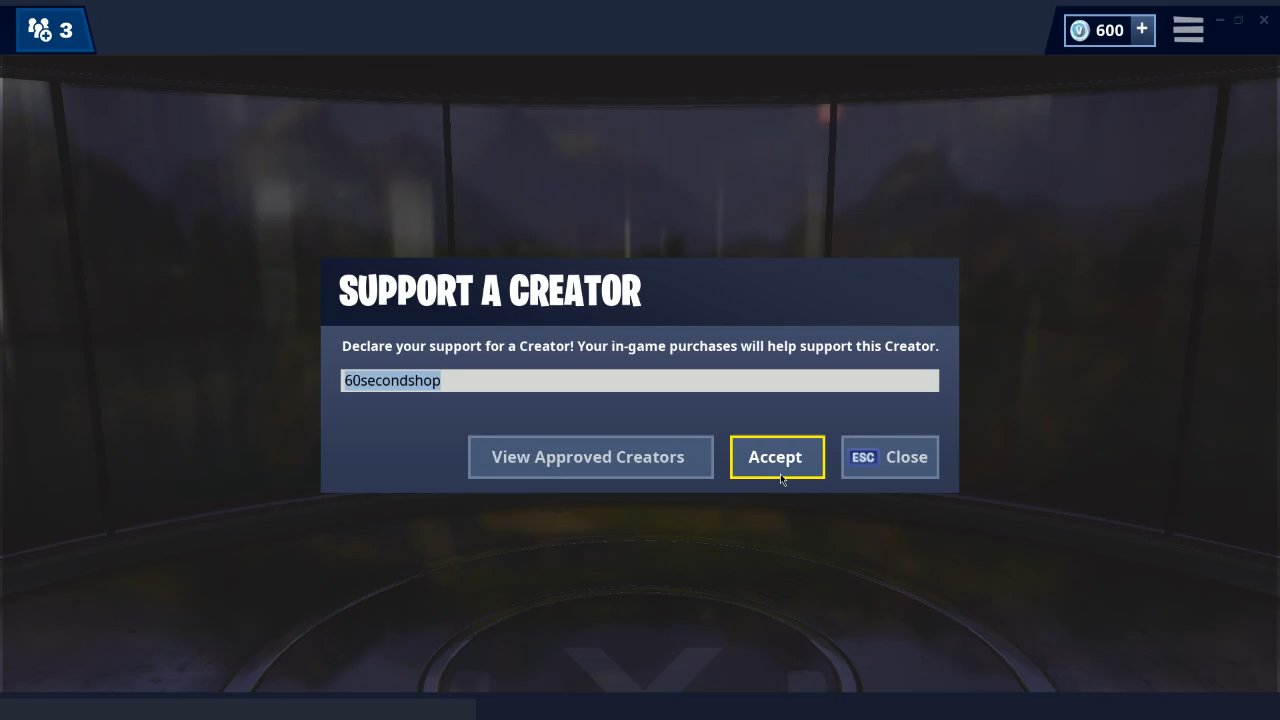 3
600 +
SUPPORT A CREATOR
Declare your support for a Creator! Your in-game purchases will help support this Creator.
60secondshop
View Approved Creators
Accept
ESC Close